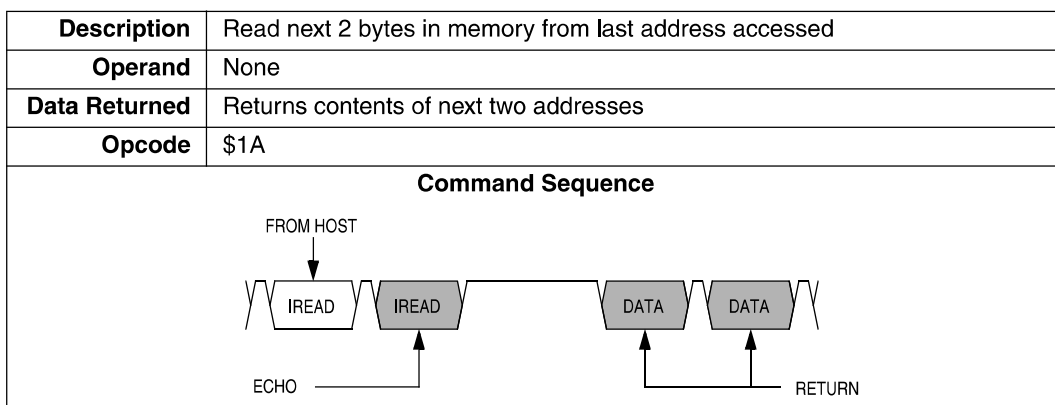 Description Read next 2 bytes in memory from last address accessed
Operand None
Data Returned Returns contents of next two addresses
Opcode $1A
Command Sequence
FROM HOST
IREAD IREAD DATA DATA
ECHO RETURN